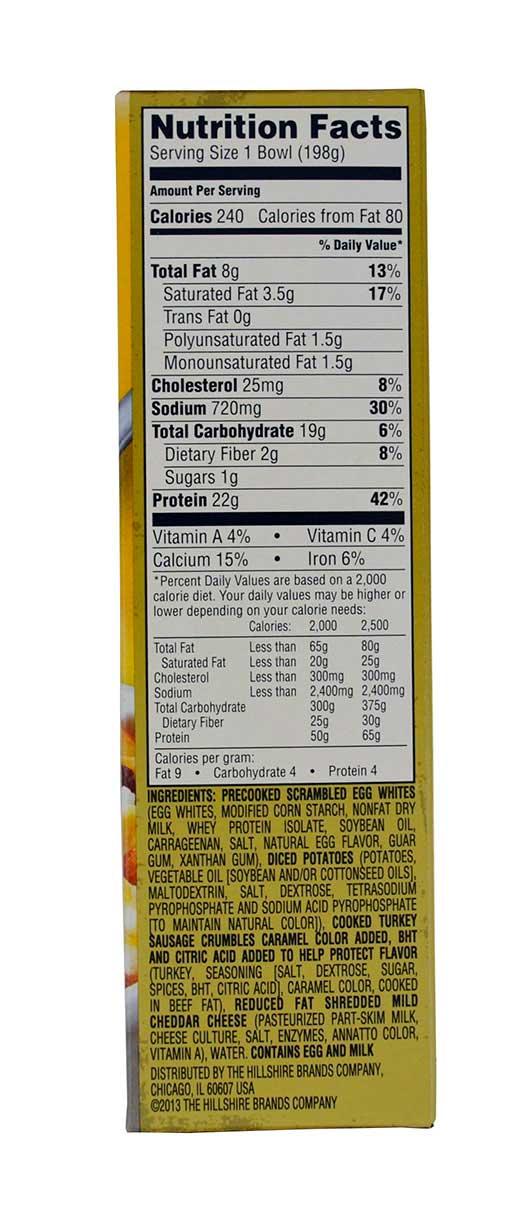 Nutrition Facts
Serving Size 1 Bowl (198g)
Amount Per Serving
Calories 240 Calories from Fat 80
% Daily Value*
Total Fat 8g 13%
Saturated Fat 3.5g 17%
Trans Fat 0g
Polyunsaturated Fat 1.5g
Monounsaturated Fat 1.5g
Cholesterol 25mg 8%
Sodium 720mg 30%
Total Carbohydrate 19g 6%
Dietary Fiber 2g 8%
Sugars 1g
Protein 22g 42%
Vitamin A 4% • Vitamin C 4%
Calcium 15% • Iron 6%
*Percent Daily Values are based on a 2,000
calorie diet. Your daily values may be higher or
lower depending on your calorie needs:
Calories: 2,000 2,500
Total Fat Less than 65g 80g
Saturated Fat Less than 20g 25g
Cholesterol Less than 300mg 300mg
Sodium Less than 2,400mg 2,400mg
Total Carbohydrate 300g 375g
Dietary Fiber 25g 30g
Protein 50g 65g
Calories per gram:
Fat 9 • Carbohydrate 4 • Protein 4
INGREDIENTS: PRECOOKED SCRAMBLED EGG WHITES
(EGG WHITES, MODIFIED CORN STARCH, NONFAT DRY
MILK, WHEY PROTEIN ISOLATE, SOYBEAN OIL,
CARRAGEENAN, SALT, NATURAL EGG FLAVOR, GUAR
GUM, XANTHAN GUM), DICED POTATOES (POTATOES,
VEGETABLE OIL [SOYBEAN AND/OR COTTONSEED OILS],
MALTODEXTRIN, SALT, DEXTROSE, TETRASODIUM
PYROPHOSPHATE AND SODIUM ACID PYROPHOSPHATE
[TO MAINTAIN NATURAL COLOR]), COOKED TURKEY
SAUSAGE CRUMBLES CARAMEL COLOR ADDED, BHT
AND CITRIC ACID ADDED TO HELP PROTECT FLAVOR
(TURKEY, SEASONING [SALT, DEXTROSE, SUGAR,
SPICES, BHT, CITRIC ACID], CARAMEL COLOR, COOKED
IN BEEF FAT), REDUCED FAT SHREDDED MILD
CHEDDAR CHEESE (PASTEURIZED PART-SKIM MILK,
CHEESE CULTURE, SALT, ENZYMES, ANNATTO COLOR,
VITAMIN A), WATER. CONTAINS EGG AND MILK
DISTRIBUTED BY THE HILLSHIRE BRANDS COMPANY,
CHICAGO, IL 60607 USA
©2013 THE HILLSHIRE BRANDS COMPANY